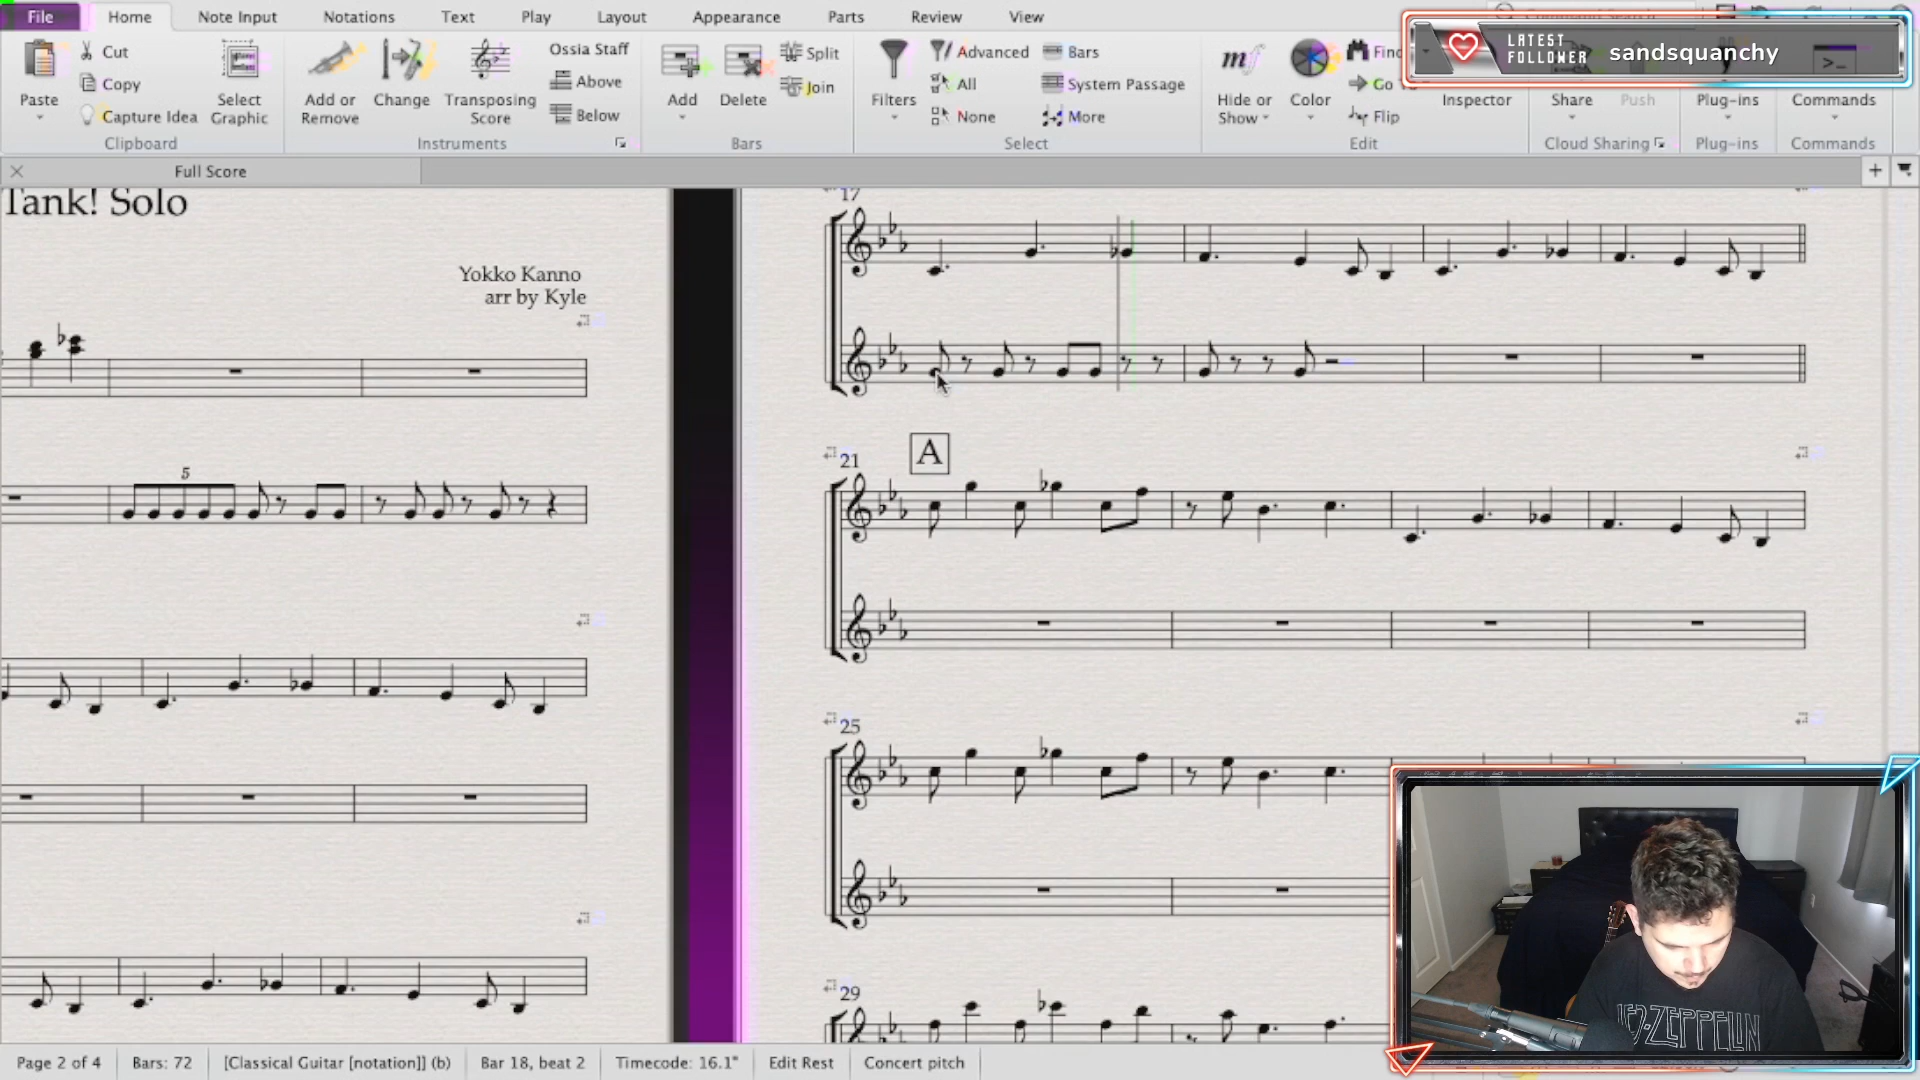 File Home Note Input Notations Text Play Layout Appearance Parts Review View
Paste
Cut
Copy
Capture Idea
Select Graphic
Clipboard
Add or Remove
Change
Transposing Score
Ossia Staff
Above
Below
Instruments
Add
Delete
Split
Join
Bars
Filters
Advanced
All
None
Bars
System Passage
More
Select
Hide or Show
Color
Go
Flip
Edit
Inspector
Share
Push
Cloud Sharing
Plug-ins
Plug-ins
Commands
Commands
LATEST FOLLOWER sandsquanchy
Full Score
Tank! Solo
Yokko Kanno
arr by Kyle
5
17
21
A
25
29
LED-ZEPPELIN
Page 2 of 4 Bars: 72 [Classical Guitar [notation]] (b) Bar 18, beat 2 Timecode: 16.1" Edit Rest Concert pitch